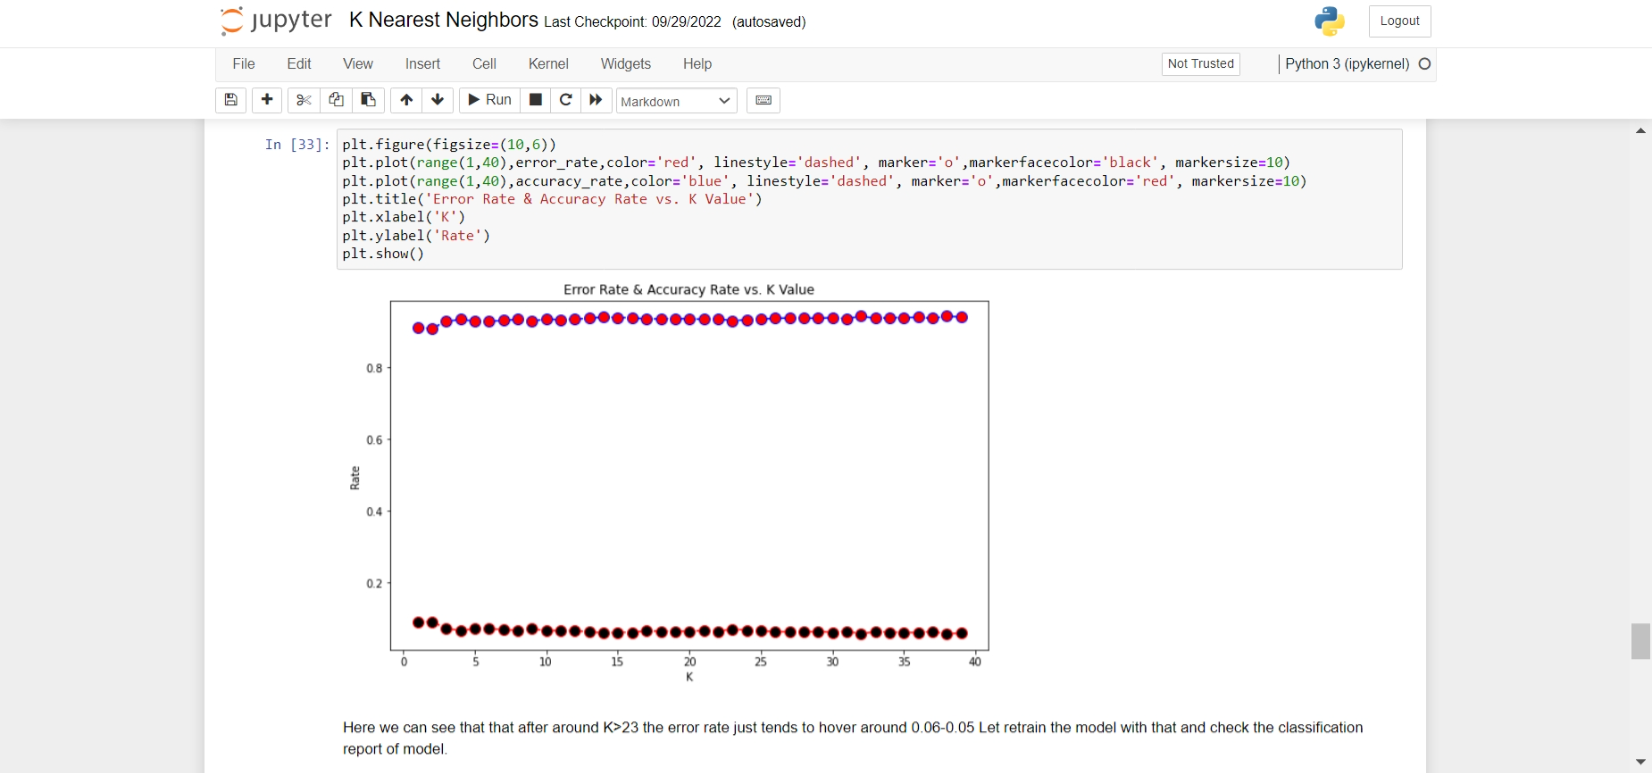 jupyter K Nearest Neighbors Last Checkpoint: 09/29/2022 (autosaved)
Logout
File Edit View Insert Cell Kernel Widgets Help
Not Trusted
Python 3 (ipykernel)
Run
Markdown
In [33]:
plt.figure(figsize=(10,6))
plt.plot(range(1,40),error_rate,color='red', linestyle='dashed', marker='o',markerfacecolor='black', markersize=10)
plt.plot(range(1,40),accuracy_rate,color='blue', linestyle='dashed', marker='o',markerfacecolor='red', markersize=10)
plt.title('Error Rate & Accuracy Rate vs. K Value')
plt.xlabel('K')
plt.ylabel('Rate')
plt.show()
Error Rate & Accuracy Rate vs. K Value
0.8
0.6
Rate
0.4
0.2
0 5 10 15 20 25 30 35 40
K
Here we can see that that after around K>23 the error rate just tends to hover around 0.06-0.05 Let retrain the model with that and check the classification
report of model.